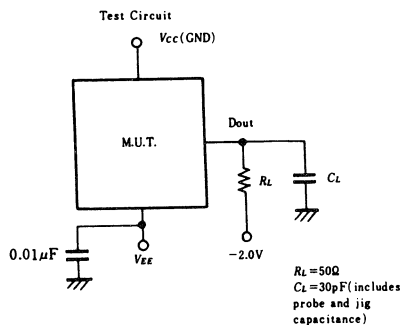 Test Circuit
Vcc(GND)
M.U.T.
Dout
RL
CL
0.01μF
VEE
−2.0V
RL=50Ω
CL=30pF(includes
probe and jig
capacitance)